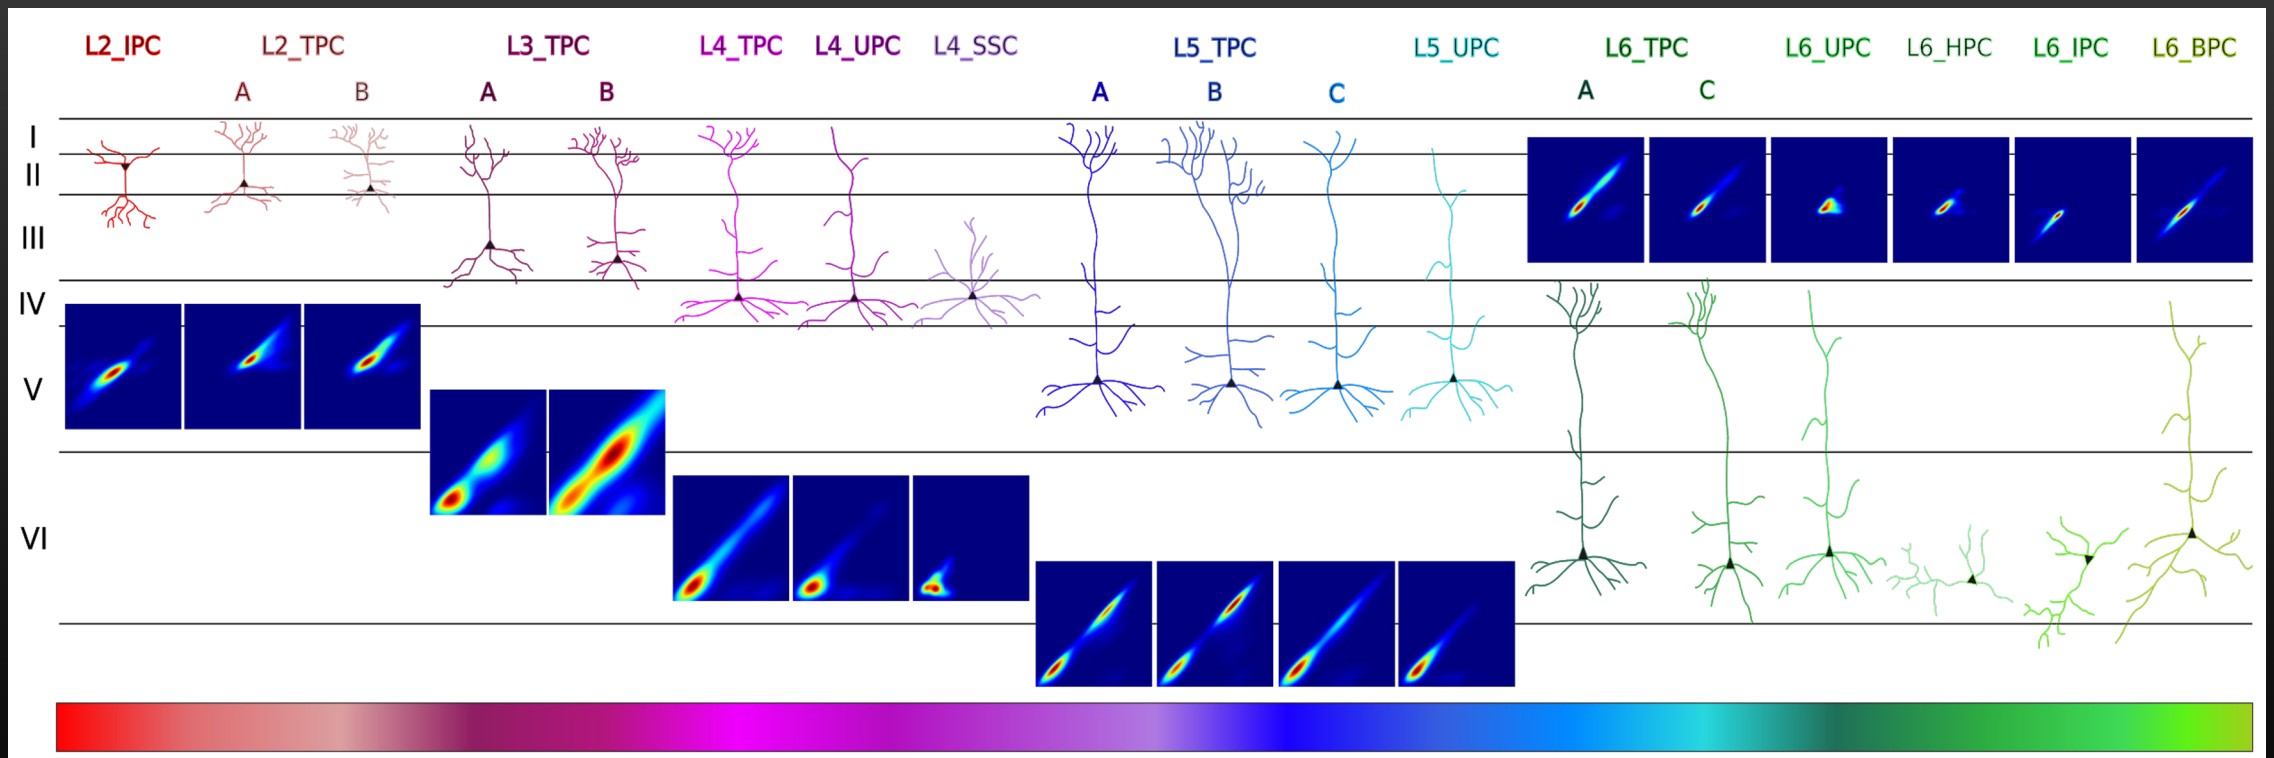 L2_IPC L2_TPC L3_TPC L4_TPC L4_UPC L4_SSC L5_TPC L5_UPC L6_TPC L6_UPC L6_HPC L6_IPC L6_BPC
A B A B A B C A C
I
II
III
IV
V
VI